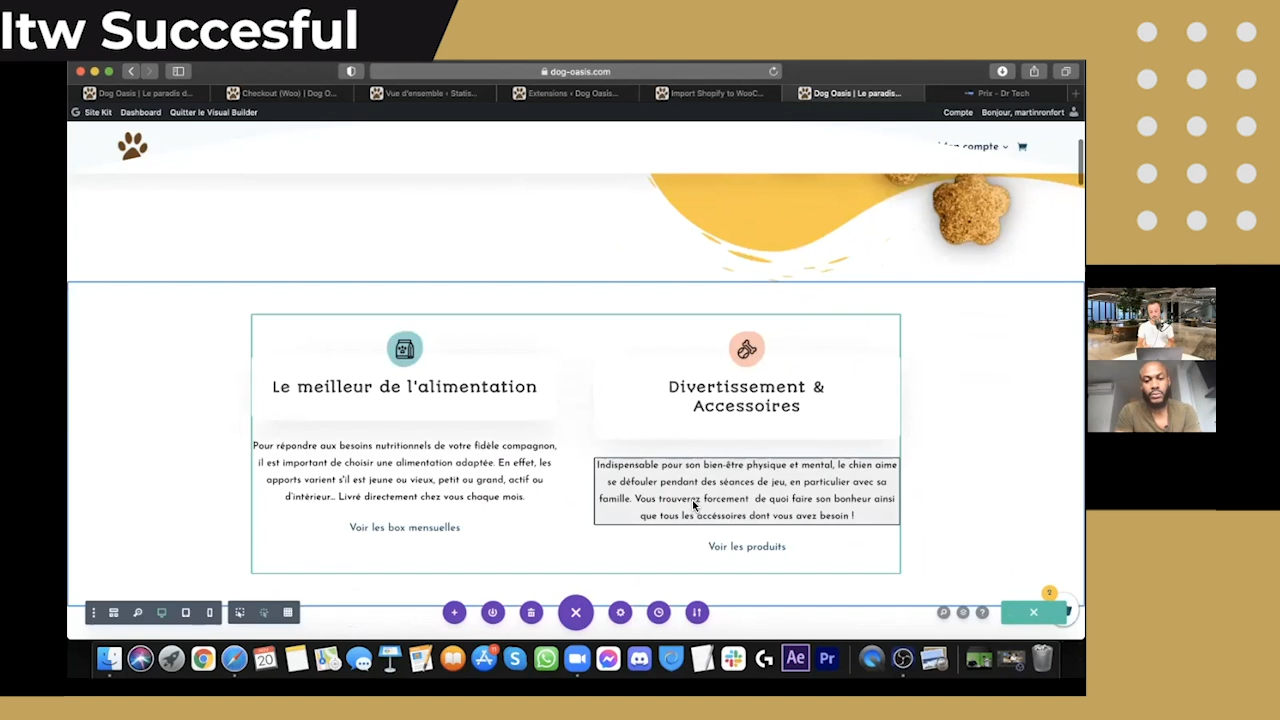 Itw Succesful
dog-oasis.com
Dog Oasis | Le paradis d...
Checkout (Woo) | Dog O...
Vue d'ensemble ‹ Statis...
Extensions ‹ Dog Oasis...
Import Shopify to WooC...
Dog Oasis | Le paradis...
Prix - Dr Tech
Site Kit
Dashboard
Quitter le Visual Builder
Compte
Bonjour, martinronfort
compte
Le meilleur de l'alimentation
Pour répondre aux besoins nutritionnels de votre fidèle compagnon,
il est important de choisir une alimentation adaptée. En effet, les
apports varient s'il est jeune ou vieux, petit ou grand, actif ou
d'intérieur... Livré directement chez vous chaque mois.
Voir les box mensuelles
Divertissement &
Accessoires
Indispensable pour son bien-être physique et mental, le chien aime
se défouler pendant des séances de jeu, en particulier avec sa
famille. Vous trouverez forcement de quoi faire son bonheur ainsi
que tous les accéssoires dont vous avez besoin !
Voir les produits
2
20
Ae
Pr